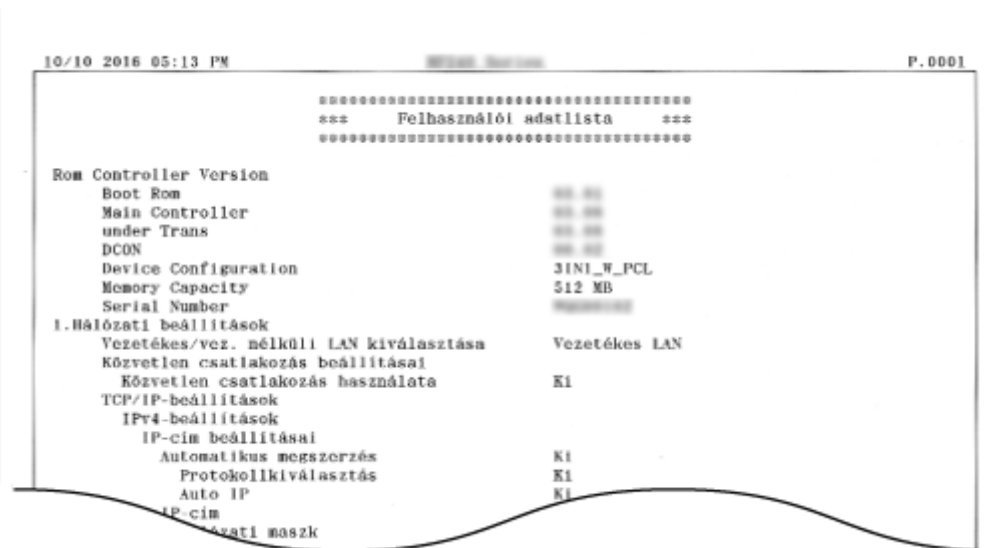 10/10 2016 05:13 PM P.0001
*** Felhasználói adatlista ***
Rom Controller Version
Boot Rom
Main Controller
under Trans
DCON
Device Configuration 3IN1_W_PCL
Memory Capacity 512 MB
Serial Number
1.Hálózati beállítások
Vezetékes/vez. nélküli LAN kiválasztása Vezetékes LAN
Közvetlen csatlakozás beállításai
Közvetlen csatlakozás használata Ki
TCP/IP-beállítások
IPv4-beállítások
IP-cím beállításai
Automatikus megszerzés Ki
Protokollkiválasztás Ki
Auto IP Ki
IP-cím
maszk